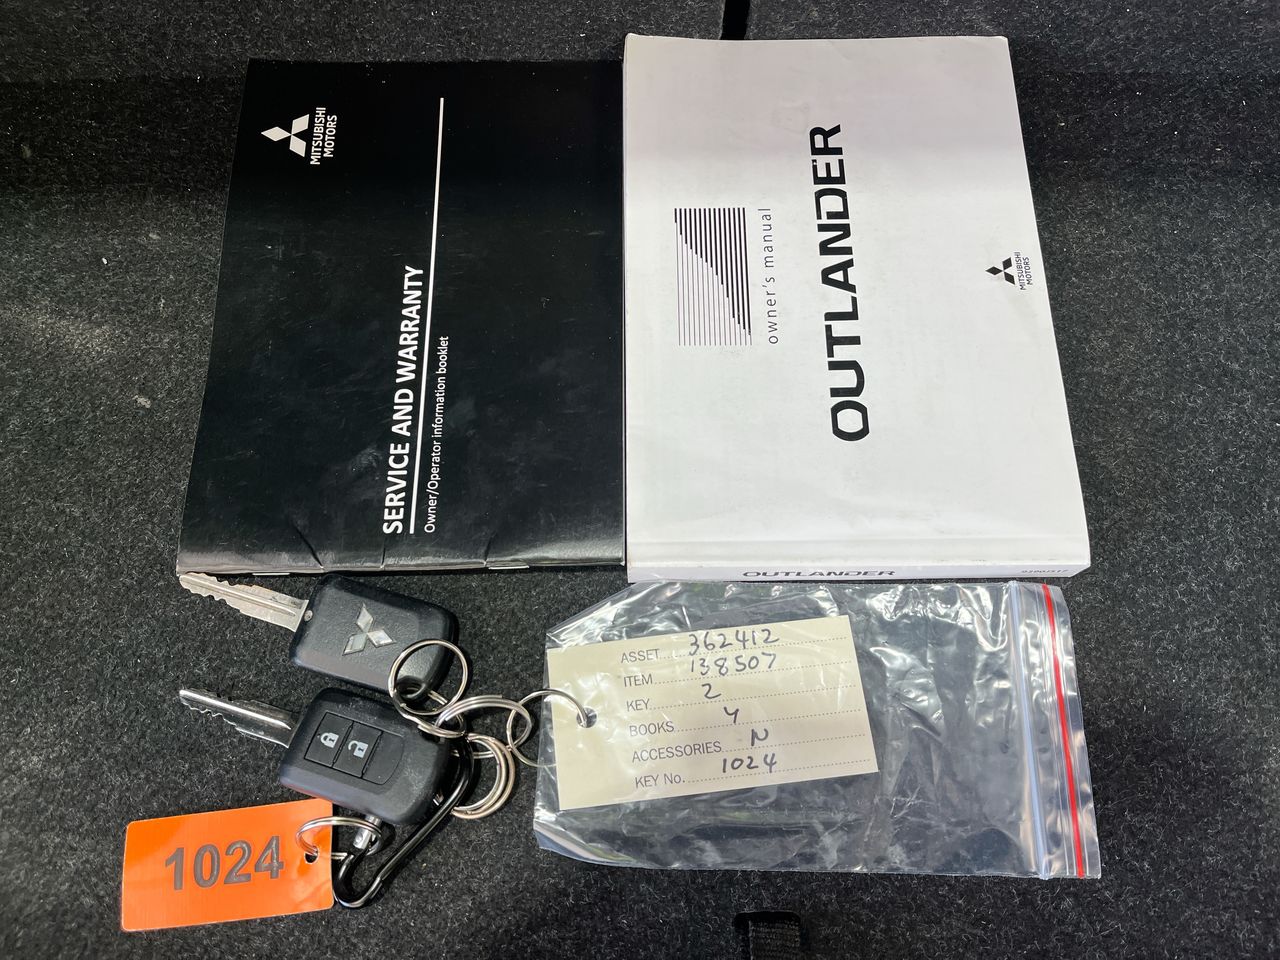 MITSUBISHI
MOTORS
SERVICE AND WARRANTY
Owner/Operator information booklet
owner's manual
OUTLANDER
MITSUBISHI
MOTORS
OUTLANDER
ASSET 362412
ITEM 138507
KEY 2
BOOKS Y
ACCESSORIES N
KEY No. 1024
1024